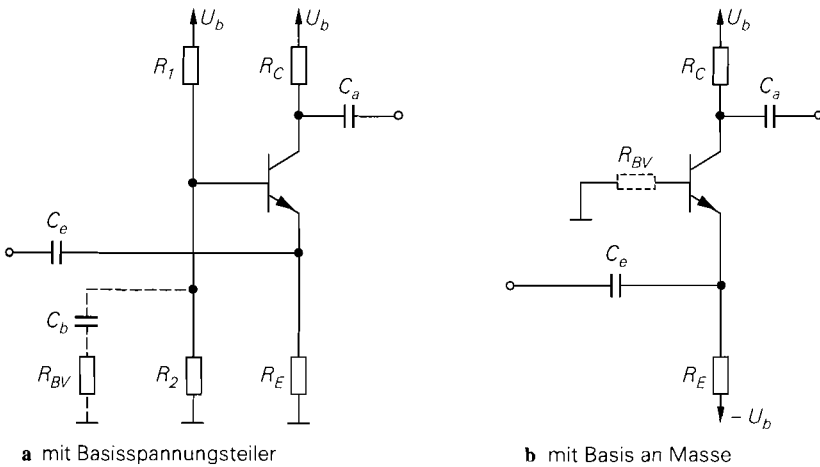 U_b
U_b
R_1
R_C
C_a
C_e
C_b
R_BV
R_2
R_E
a mit Basisspannungsteiler
U_b
R_C
C_a
R_BV
C_e
R_E
– U_b
b mit Basis an Masse